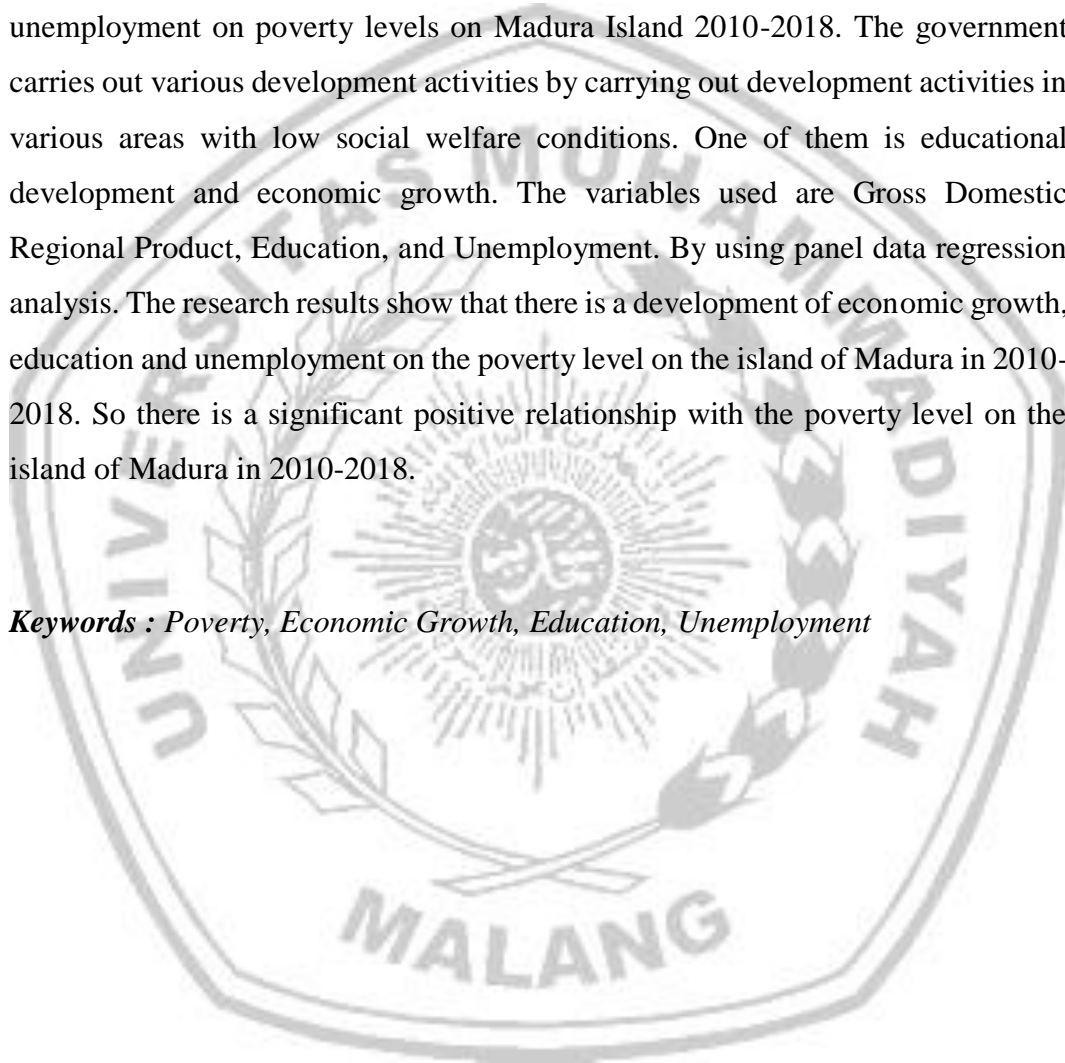 unemployment on poverty levels on Madura Island 2010-2018. The government
carries out various development activities by carrying out development activities in
various areas with low social welfare conditions. One of them is educational
development and economic growth. The variables used are Gross Domestic
Regional Product, Education, and Unemployment. By using panel data regression
analysis. The research results show that there is a development of economic growth,
education and unemployment on the poverty level on the island of Madura in 2010-
2018. So there is a significant positive relationship with the poverty level on the
island of Madura in 2010-2018.
Keywords : Poverty, Economic Growth, Education, Unemployment
UNIVERSITAS MUHAMMADIYAH
MALANG